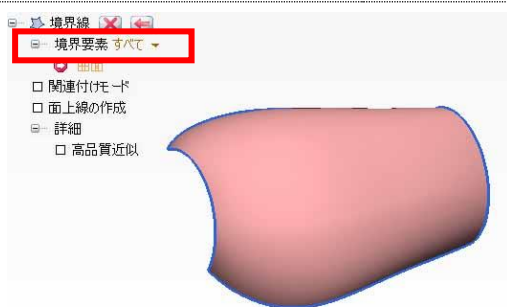 境界線
境界要素 すべて
曲面
関連付けモード
面上線の作成
詳細
高品質近似